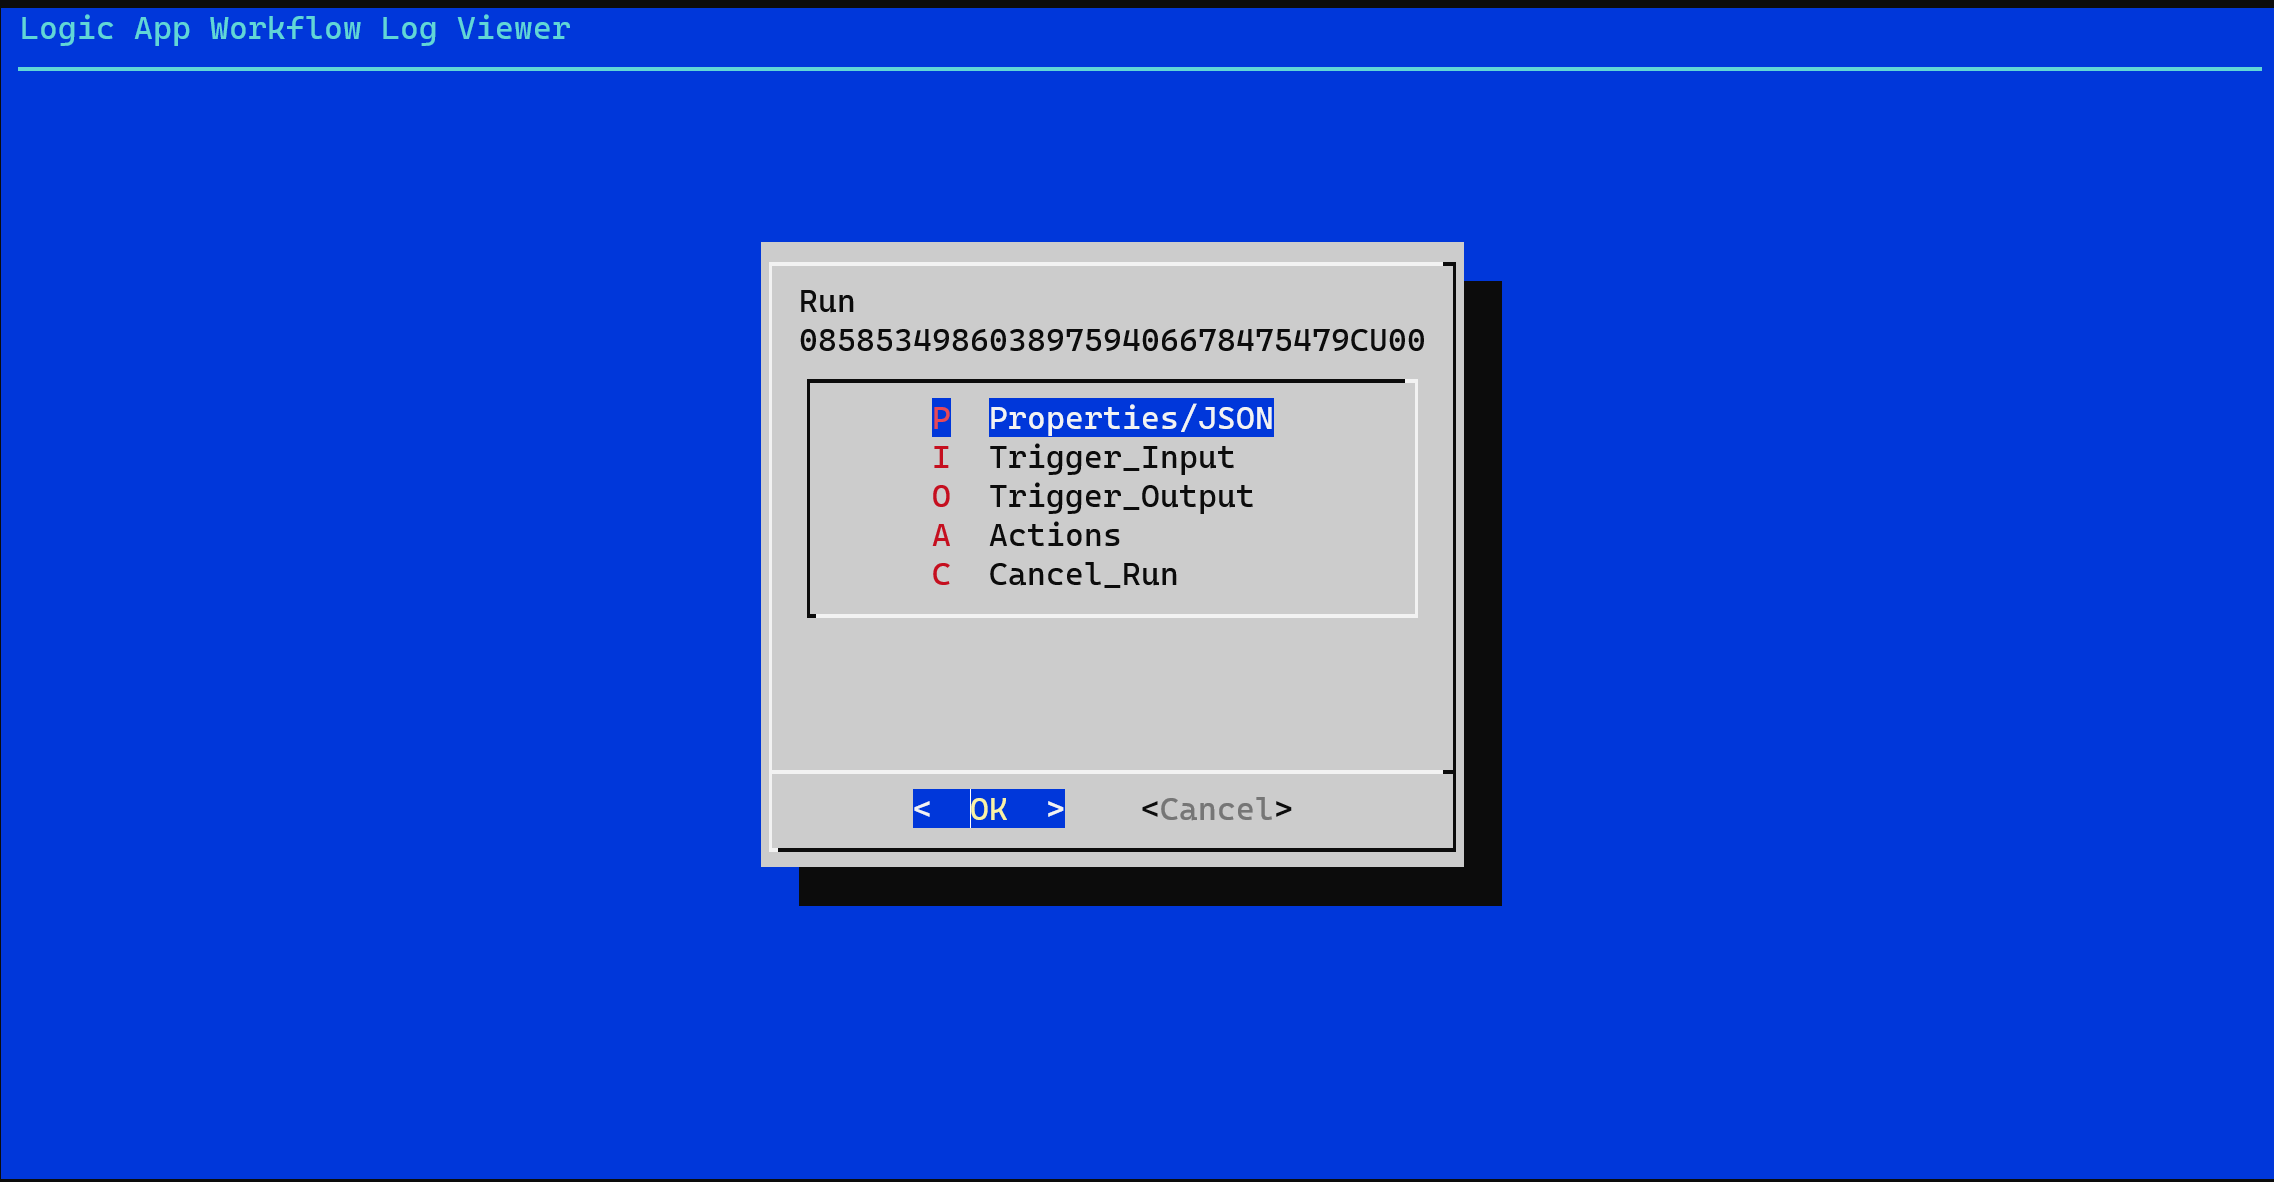 Logic App Workflow Log Viewer
Run
08585349860389759406678475479CU00
P Properties/JSON
I Trigger_Input
O Trigger_Output
A Actions
C Cancel_Run
< OK > <Cancel>